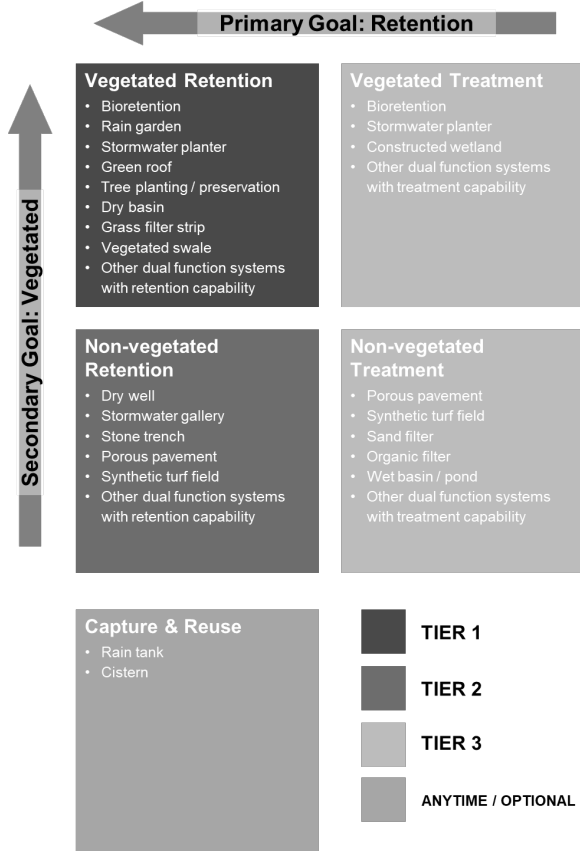 Primary Goal: Retention
Secondary Goal: Vegetated
Vegetated Retention
• Bioretention
• Rain garden
• Stormwater planter
• Green roof
• Tree planting / preservation
• Dry basin
• Grass filter strip
• Vegetated swale
• Other dual function systems
with retention capability
Vegetated Treatment
• Bioretention
• Stormwater planter
• Constructed wetland
• Other dual function systems
with treatment capability
Non-vegetated
Retention
• Dry well
• Stormwater gallery
• Stone trench
• Porous pavement
• Synthetic turf field
• Other dual function systems
with retention capability
Non-vegetated
Treatment
• Porous pavement
• Synthetic turf field
• Sand filter
• Organic filter
• Wet basin / pond
• Other dual function systems
with treatment capability
Capture & Reuse
• Rain tank
• Cistern
TIER 1
TIER 2
TIER 3
ANYTIME / OPTIONAL